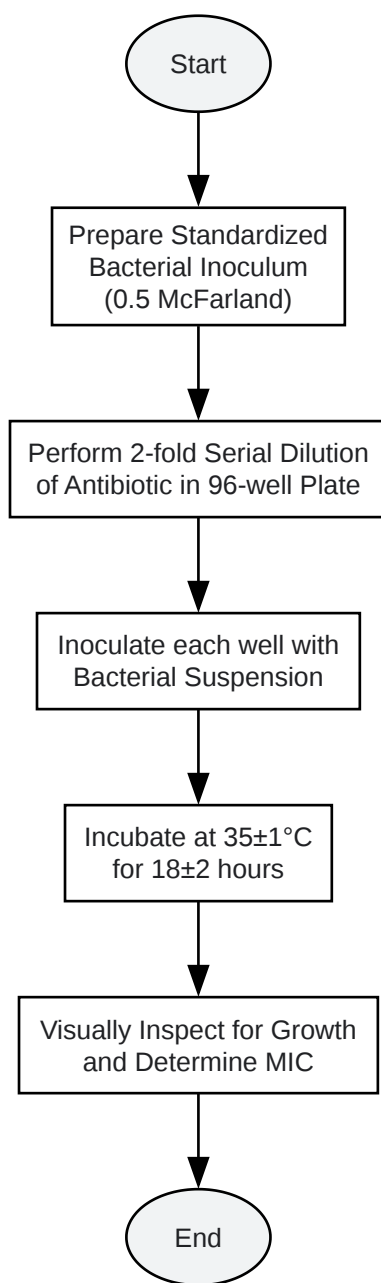 Start
Prepare Standardized
Bacterial Inoculum
(0.5 McFarland)
Perform 2-fold Serial Dilution
of Antibiotic in 96-well Plate
Inoculate each well with
Bacterial Suspension
Incubate at 35±1°C
for 18±2 hours
Visually Inspect for Growth
and Determine MIC
End